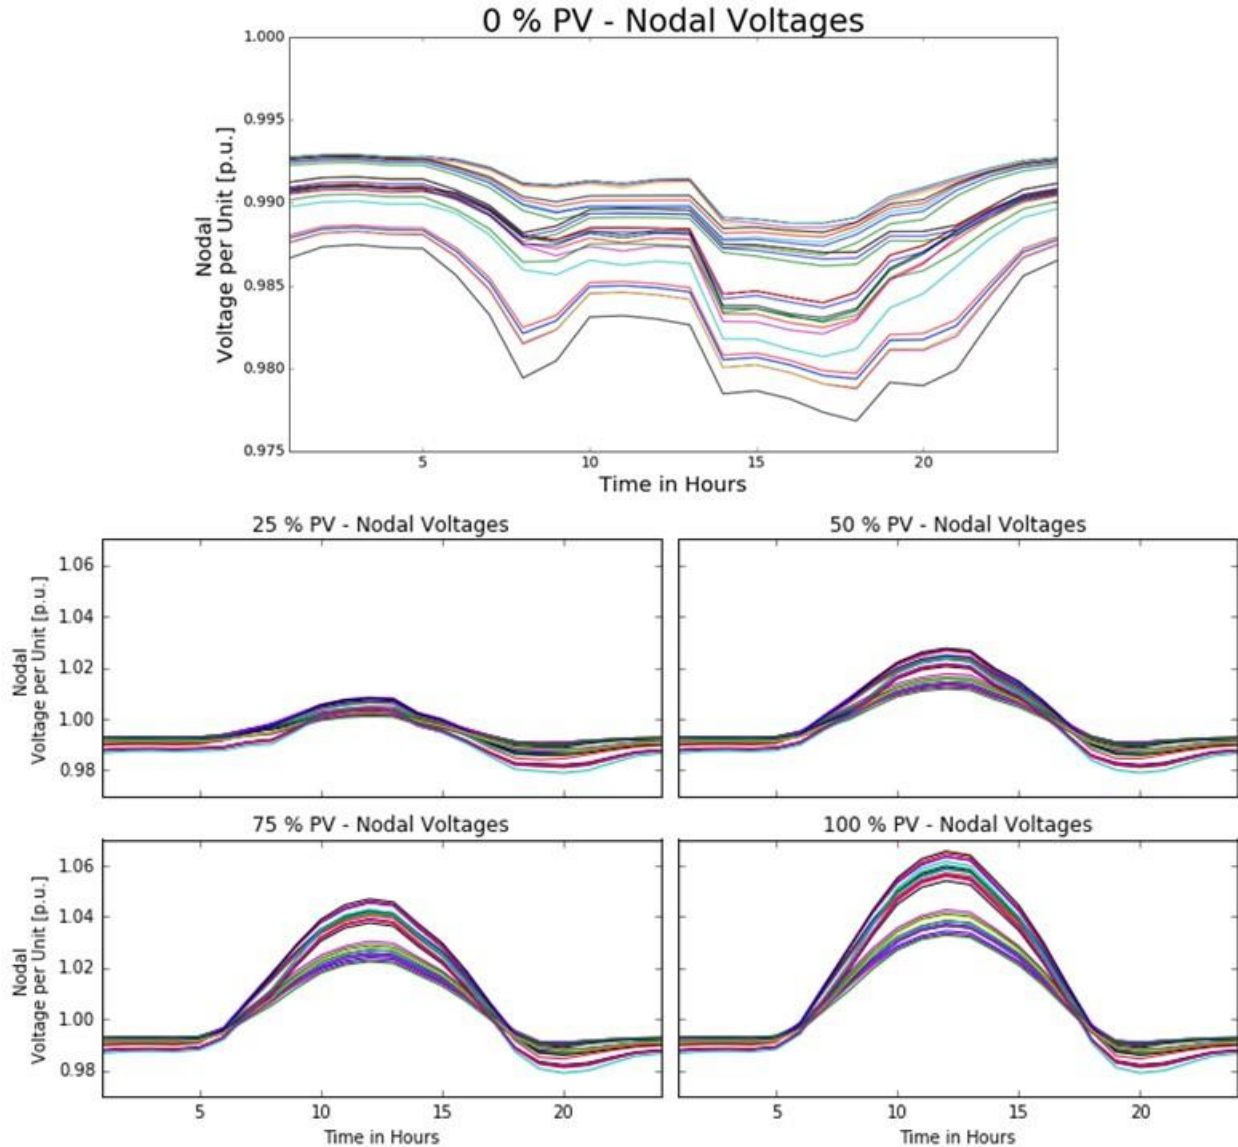 0 % PV - Nodal Voltages
1.000
0.995
0.990
0.985
0.980
0.975
Nodal
Voltage per Unit [p.u.]
5 10 15 20
Time in Hours
25 % PV - Nodal Voltages
50 % PV - Nodal Voltages
1.06
1.04
1.02
1.00
0.98
Nodal
Voltage per Unit [p.u.]
75 % PV - Nodal Voltages
100 % PV - Nodal Voltages
1.06
1.04
1.02
1.00
0.98
Nodal
Voltage per Unit [p.u.]
5 10 15 20
5 10 15 20
Time in Hours
Time in Hours